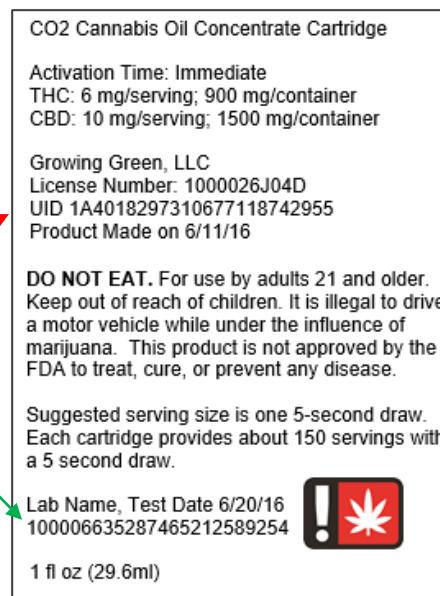 CO2 Cannabis Oil Concentrate Cartridge
Activation Time: Immediate
THC: 6 mg/serving; 900 mg/container
CBD: 10 mg/serving; 1500 mg/container
Growing Green, LLC
License Number: 1000026J04D
UID 1A4018297310677118742955
Product Made on 6/11/16
DO NOT EAT. For use by adults 21 and older.
Keep out of reach of children. It is illegal to drive
a motor vehicle while under the influence of
marijuana. This product is not approved by the
FDA to treat, cure, or prevent any disease.
Suggested serving size is one 5-second draw.
Each cartridge provides about 150 servings with
a 5 second draw.
Lab Name, Test Date 6/20/16
100006635287465212589254
!
1 fl oz (29.6ml)